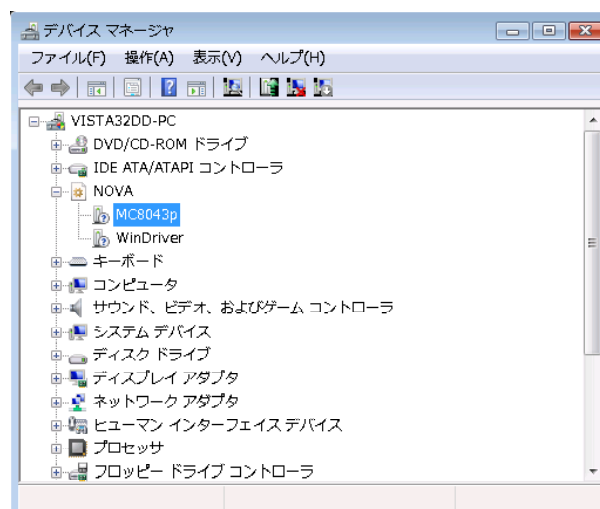 デバイス マネージャ
ファイル(F) 操作(A) 表示(V) ヘルプ(H)
VISTA32DD-PC
DVD/CD-ROM ドライブ
IDE ATA/ATAPI コントローラ
NOVA
MC8043p
WinDriver
キーボード
コンピュータ
サウンド、ビデオ、およびゲーム コントローラ
システム デバイス
ディスク ドライブ
ディスプレイ アダプタ
ネットワーク アダプタ
ヒューマン インターフェイス デバイス
プロセッサ
フロッピー ドライブ コントローラ